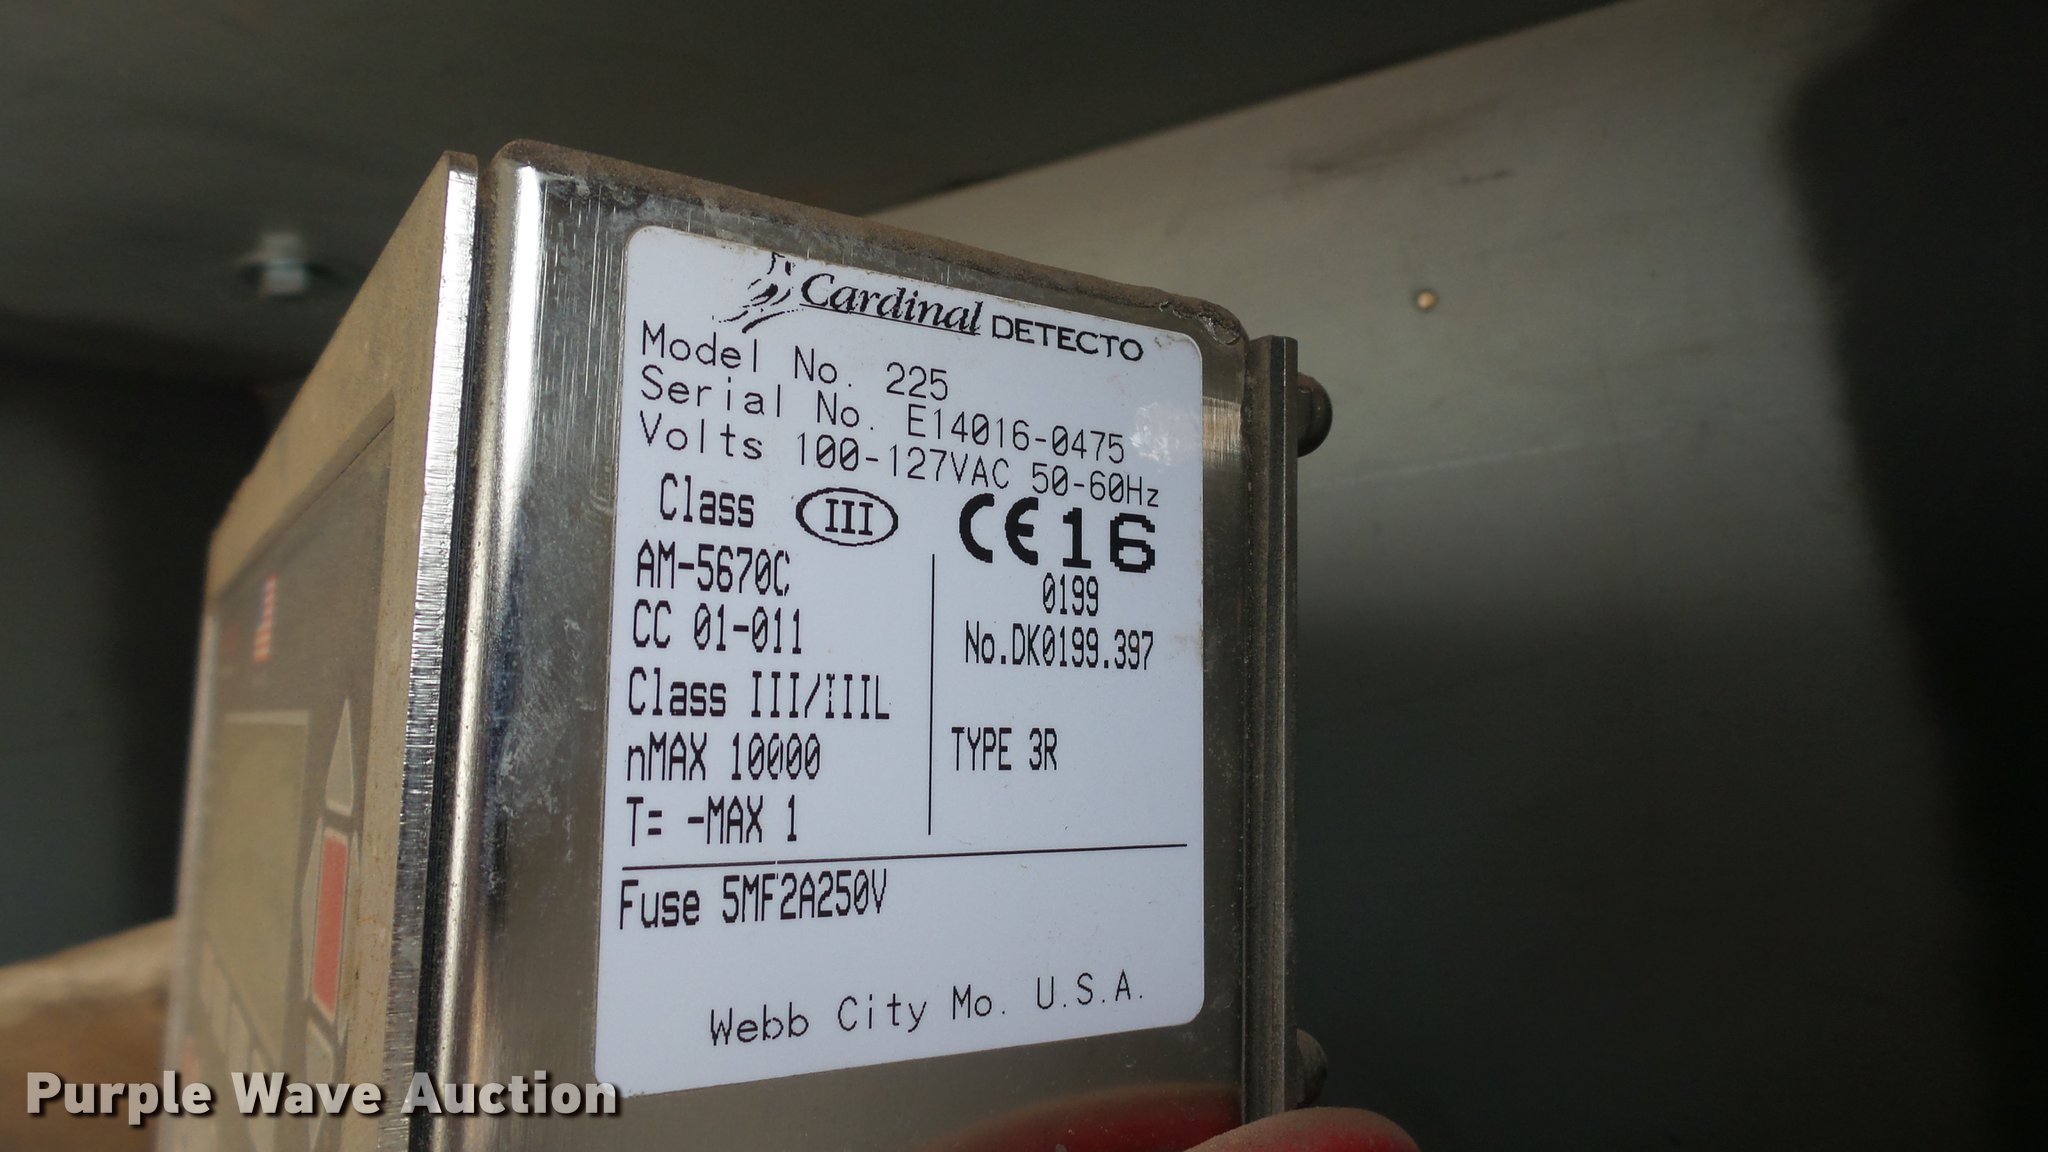 Cardinal DETECTO
Model No. 225
Serial No. E14016-0475
Volts 100-127VAC 50-60Hz
Class III CE 16
AM-5670C 0199
CC 01-011 No.DK0199.397
Class III/IIIL
nMAX 10000 TYPE 3R
T= -MAX 1
Fuse 5MF2A250V
Webb City Mo. U.S.A.
Purple Wave Auction